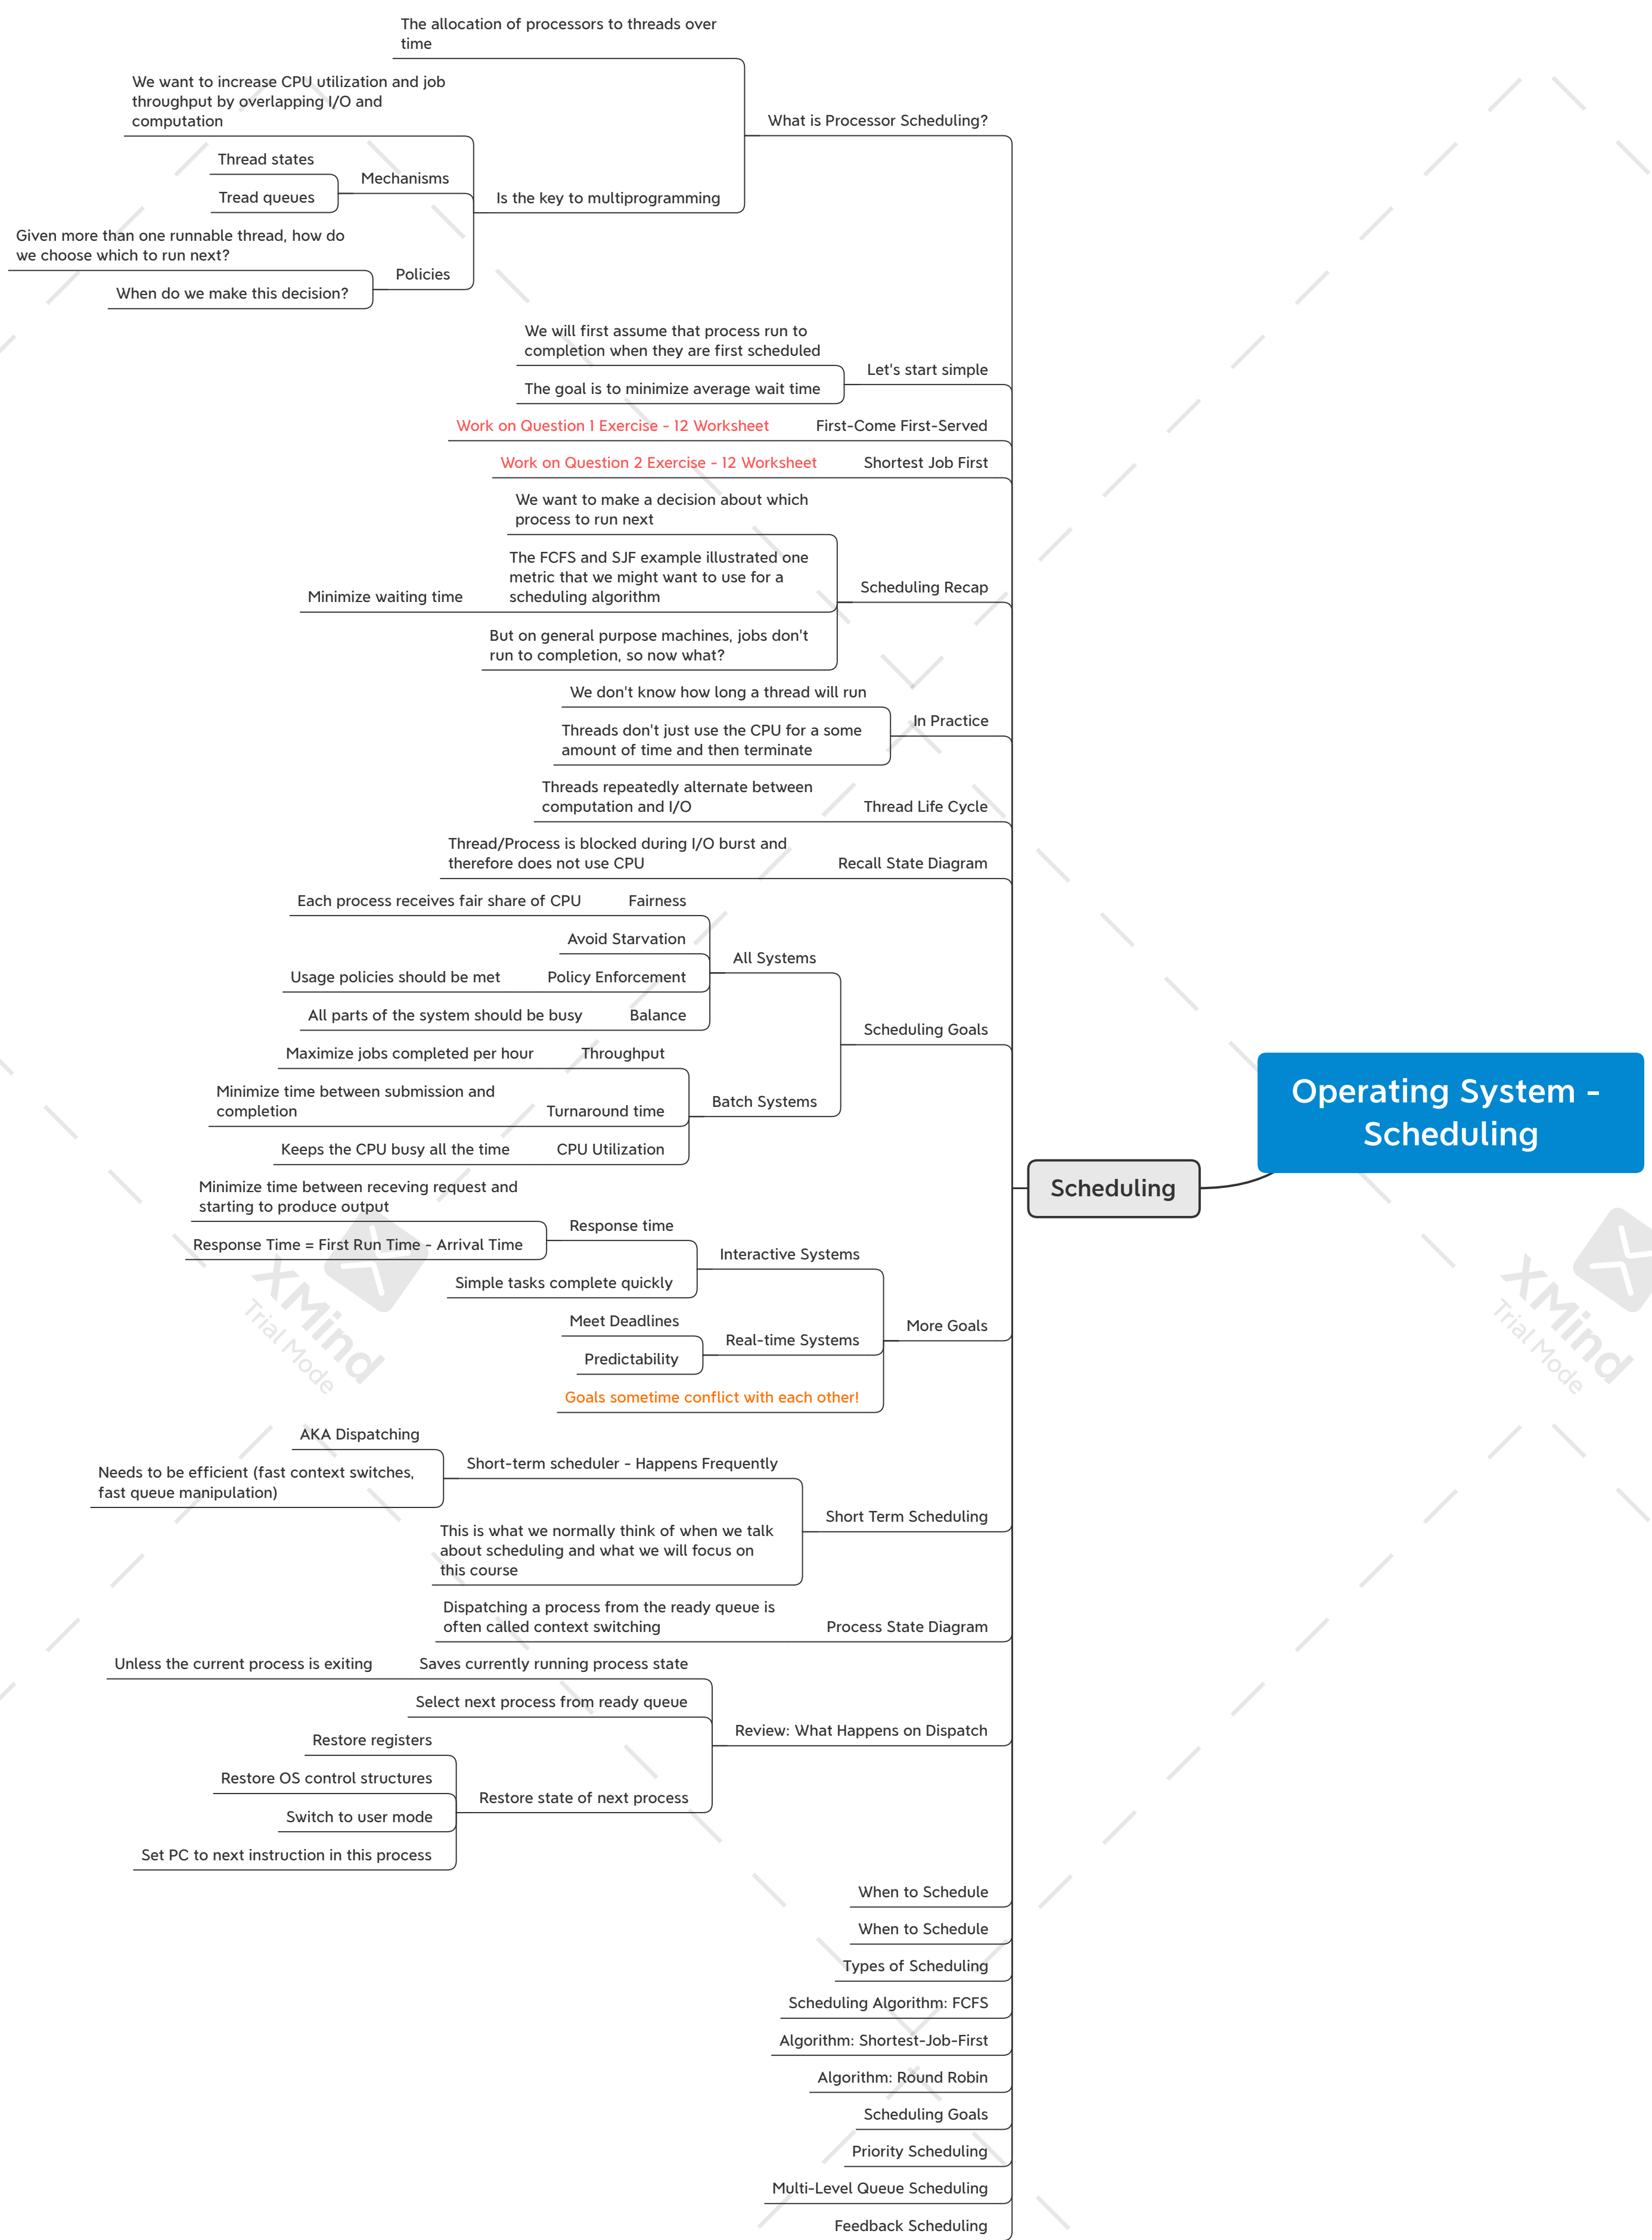 The allocation of processors to threads over
time
We want to increase CPU utilization and job
throughput by overlapping I/O and
computation
What is Processor Scheduling?
Thread states
Mechanisms
Tread queues
Is the key to multiprogramming
Given more than one runnable thread, how do
we choose which to run next?
Policies
When do we make this decision?
We will first assume that process run to
completion when they are first scheduled
Let's start simple
The goal is to minimize average wait time
Work on Question 1 Exercise - 12 Worksheet
First-Come First-Served
Work on Question 2 Exercise - 12 Worksheet
Shortest Job First
We want to make a decision about which
process to run next
The FCFS and SJF example illustrated one
metric that we might want to use for a
scheduling algorithm
Minimize waiting time
Scheduling Recap
But on general purpose machines, jobs don't
run to completion, so now what?
We don't know how long a thread will run
In Practice
Threads don't just use the CPU for a some
amount of time and then terminate
Threads repeatedly alternate between
computation and I/O
Thread Life Cycle
Thread/Process is blocked during I/O burst and
therefore does not use CPU
Recall State Diagram
Each process receives fair share of CPU
Fairness
Avoid Starvation
All Systems
Usage policies should be met
Policy Enforcement
All parts of the system should be busy
Balance
Scheduling Goals
Maximize jobs completed per hour
Throughput
Minimize time between submission and
completion
Turnaround time
Batch Systems
Keeps the CPU busy all the time
CPU Utilization
Operating System -
Scheduling
Scheduling
Minimize time between receving request and
starting to produce output
Response time
Response Time = First Run Time - Arrival Time
Interactive Systems
Simple tasks complete quickly
Meet Deadlines
Real-time Systems
Predictability
More Goals
Goals sometime conflict with each other!
XMind
Trial Mode
XMind
Trial Mode
AKA Dispatching
Short-term scheduler - Happens Frequently
Needs to be efficient (fast context switches,
fast queue manipulation)
Short Term Scheduling
This is what we normally think of when we talk
about scheduling and what we will focus on
this course
Dispatching a process from the ready queue is
often called context switching
Process State Diagram
Unless the current process is exiting
Saves currently running process state
Select next process from ready queue
Review: What Happens on Dispatch
Restore registers
Restore OS control structures
Restore state of next process
Switch to user mode
Set PC to next instruction in this process
When to Schedule
When to Schedule
Types of Scheduling
Scheduling Algorithm: FCFS
Algorithm: Shortest-Job-First
Algorithm: Round Robin
Scheduling Goals
Priority Scheduling
Multi-Level Queue Scheduling
Feedback Scheduling